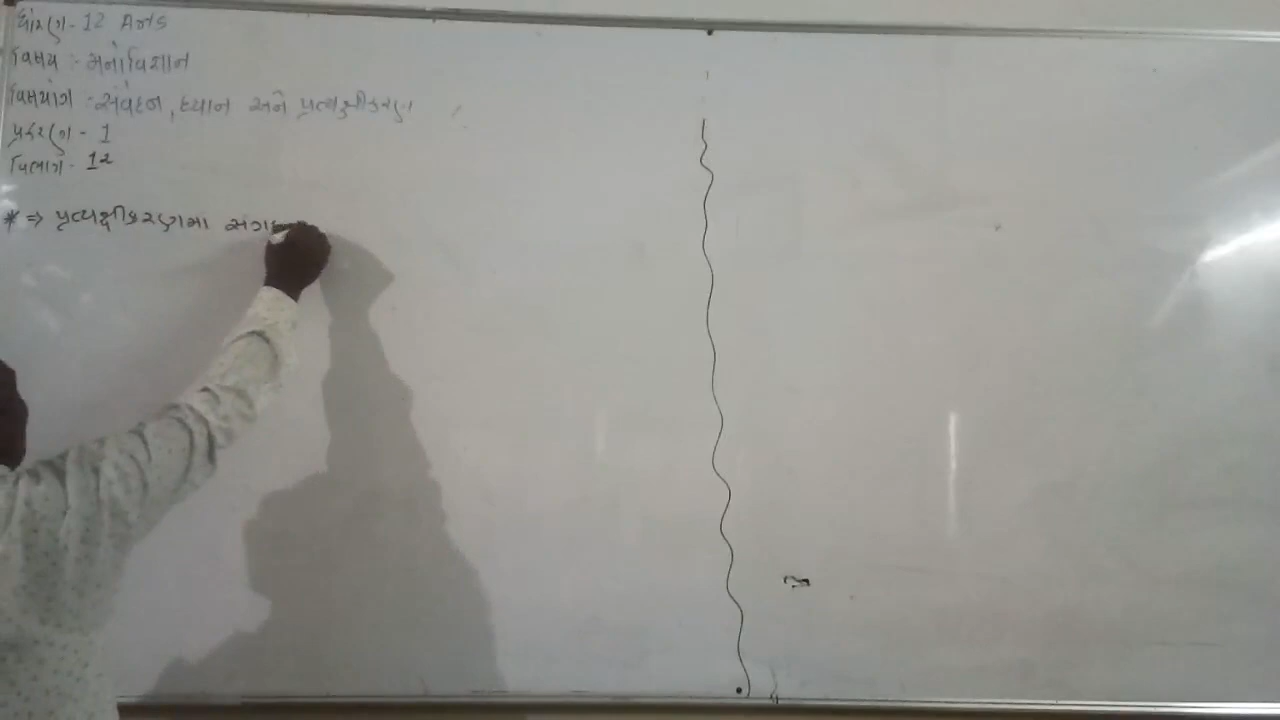 ધોરણ - 12 Arts
વિષય :- મનોવિજ્ઞાન
વિષયાંગ :- સંવેદન, ધ્યાન અને પ્રત્યક્ષીકરણ
પ્રકરણ - 1
વિભાગ - 12
* ⇒ પ્રત્યક્ષીકરણમાં